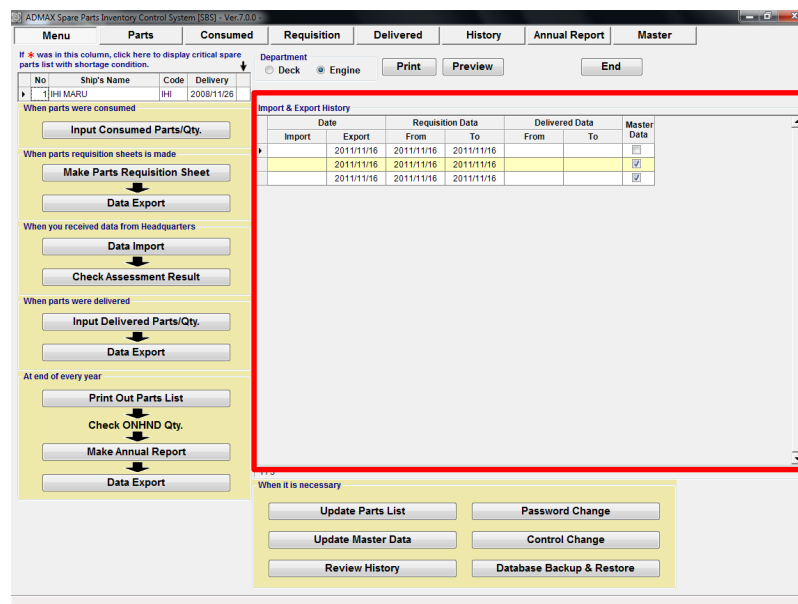 ADMAX Spare Parts Inventory Control System [SBS] - Ver.7.0.0 -
Menu Parts Consumed Requisition Delivered History Annual Report Master
If * was in this column, click here to display critical spare
parts list with shortage condition.
Department
Deck Engine Print Preview End
No Ship's Name Code Delivery
1 IHI MARU IHI 2008/11/26
When parts were consumed
Input Consumed Parts/Qty.
When parts requisition sheets is made
Make Parts Requisition Sheet
Data Export
When you received data from Headquarters
Data Import
Check Assessment Result
When parts were delivered
Input Delivered Parts/Qty.
Data Export
At end of every year
Print Out Parts List
Check ONHND Qty.
Make Annual Report
Data Export
Import & Export History
Date Requisition Data Delivered Data Master
Data
Import Export From To From To
2011/11/16 2011/11/16 2011/11/16
2011/11/16 2011/11/16 2011/11/16
2011/11/16 2011/11/16 2011/11/16
When it is necessary
Update Parts List Password Change
Update Master Data Control Change
Review History Database Backup & Restore